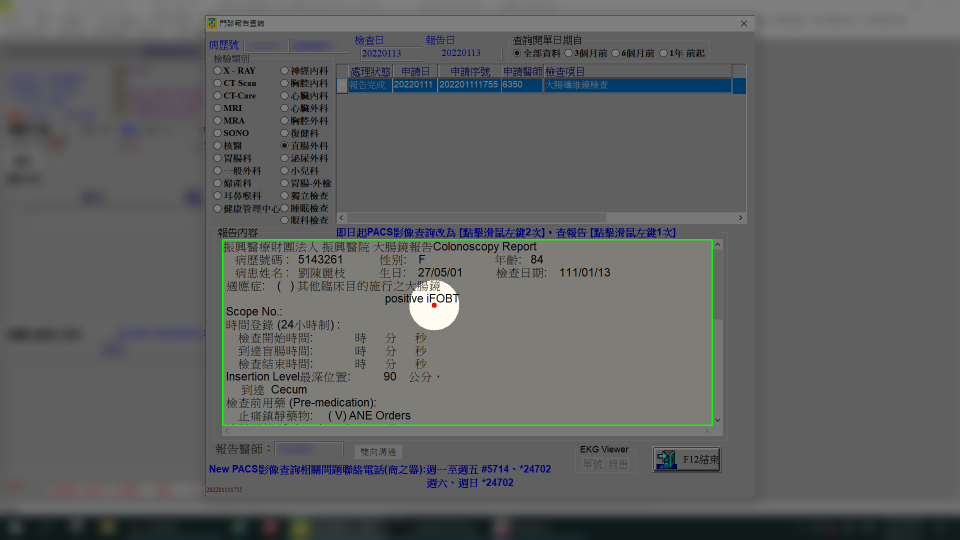 門診報告查詢
病歷號
檢查日 報告日
20220113 20220113
查詢開單日期自
全部資料 3個月前 6個月前 1年 前起
檢驗類別
X - RAY 神經內科
CT Scan 胸腔內科
CT-Care 心臟內科
MRI 心臟外科
MRA 胸腔外科
SONO 復健科
核醫 直腸外科
胃腸科 泌尿外科
一般外科 小兒科
婦產科 胃腸-外檢
耳鼻喉科 獨立檢查
健康管理中心 睡眠檢查
眼科檢查
處理狀態 申請日 申請序號 申請醫師 檢查項目
報告完成 20220111 202201111755 6350 大腸纖維鏡檢查
報告內容 即日起PACS影像查詢改為 [點擊滑鼠左鍵2次]，查報告 [點擊滑鼠左鍵1次]
振興醫療財團法人 振興醫院 大腸鏡報告Colonoscopy Report
病歷號碼： 5143261 性別: F 年齡: 84
病患姓名： 劉陳麗枝 生日: 27/05/01 檢查日期: 111/01/13
適應症: ( ) 其他臨床目的施行之大腸鏡
positive iFOBT
Scope No.:
時間登錄 (24小時制) :
檢查開始時間: 時 分 秒
到達盲腸時間: 時 分 秒
檢查結束時間: 時 分 秒
Insertion Level最深位置: 90 公分，
到達 Cecum
檢查前用藥 (Pre-medication):
止痛鎮靜藥物: ( V) ANE Orders
報告醫師： 雙向溝通
EKG Viewer
單號 病患
F12結束
New PACS影像查詢相關問題聯絡電話(商之器):週一至週五 #5714、*24702
週六、週日 *24702
202201111755